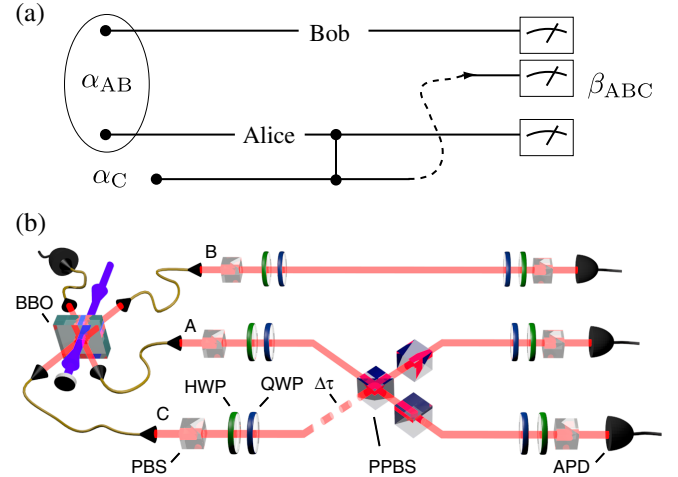 (a)
Bob
α_AB
β_ABC
Alice
α_C
(b)
B
BBO
A
HWP
QWP
Δτ
C
PBS
PPBS
APD